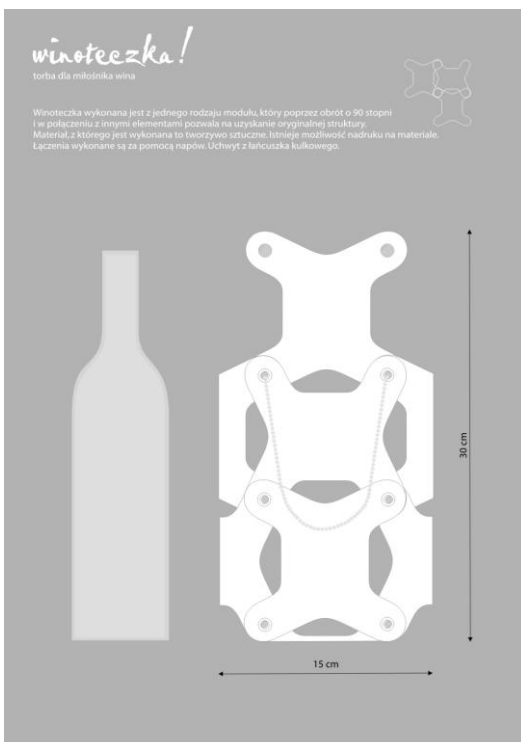 winoteczka!
torba dla miłośnika wina
Winoteczka wykonana jest z jednego rodzaju modułu, który poprzez obrót o 90 stopni
i w połączeniu z innymi elementami pozwala na uzyskanie oryginalnej struktury.
Materiał, z którego jest wykonana to tworzywo sztuczne. Istnieje możliwość nadruku na materiale.
Łączenia wykonane są za pomocą napów. Uchwyt z łańcuszka kulkowego.
30 cm
15 cm